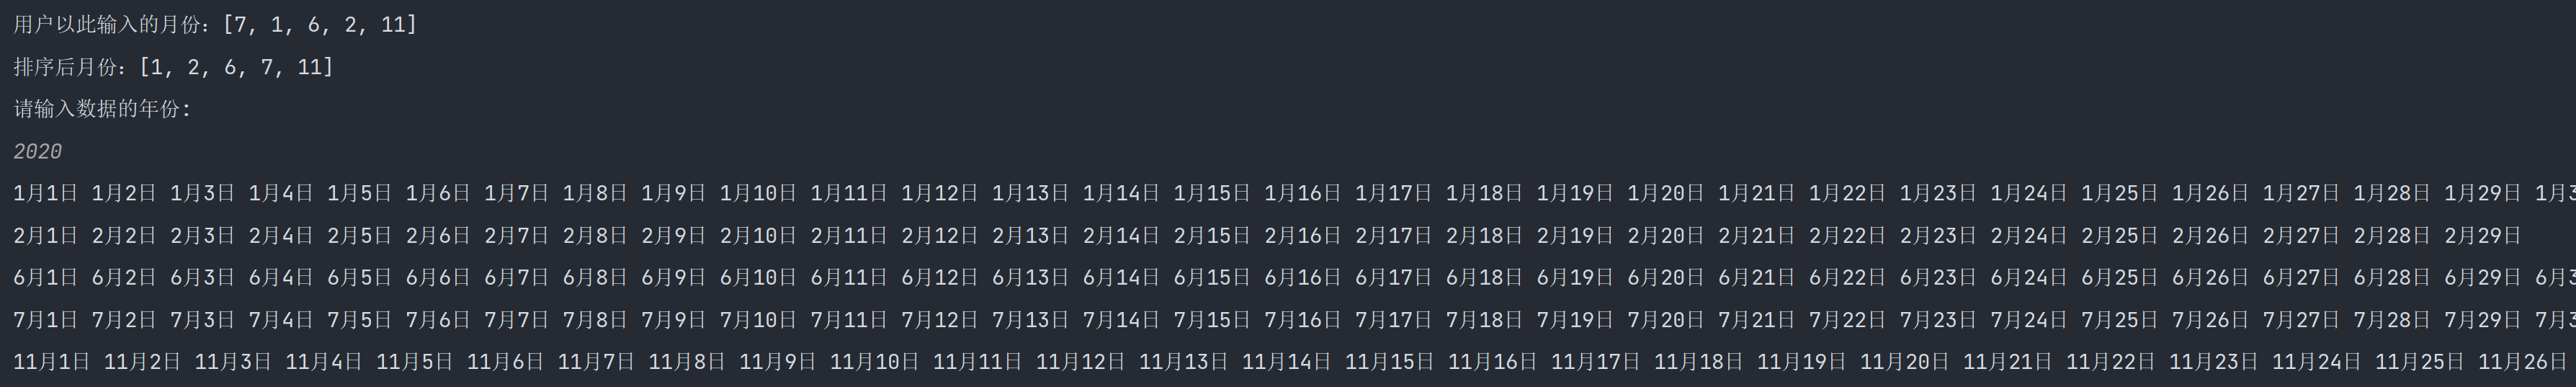 用户以此输入的月份：[7, 1, 6, 2, 11]
排序后月份：[1, 2, 6, 7, 11]
请输入数据的年份：
2020
1月1日 1月2日 1月3日 1月4日 1月5日 1月6日 1月7日 1月8日 1月9日 1月10日 1月11日 1月12日 1月13日 1月14日 1月15日 1月16日 1月17日 1月18日 1月19日 1月20日 1月21日 1月22日 1月23日 1月24日 1月25日 1月26日 1月27日 1月28日 1月29日 1月3
2月1日 2月2日 2月3日 2月4日 2月5日 2月6日 2月7日 2月8日 2月9日 2月10日 2月11日 2月12日 2月13日 2月14日 2月15日 2月16日 2月17日 2月18日 2月19日 2月20日 2月21日 2月22日 2月23日 2月24日 2月25日 2月26日 2月27日 2月28日 2月29日
6月1日 6月2日 6月3日 6月4日 6月5日 6月6日 6月7日 6月8日 6月9日 6月10日 6月11日 6月12日 6月13日 6月14日 6月15日 6月16日 6月17日 6月18日 6月19日 6月20日 6月21日 6月22日 6月23日 6月24日 6月25日 6月26日 6月27日 6月28日 6月29日 6月3
7月1日 7月2日 7月3日 7月4日 7月5日 7月6日 7月7日 7月8日 7月9日 7月10日 7月11日 7月12日 7月13日 7月14日 7月15日 7月16日 7月17日 7月18日 7月19日 7月20日 7月21日 7月22日 7月23日 7月24日 7月25日 7月26日 7月27日 7月28日 7月29日 7月3
11月1日 11月2日 11月3日 11月4日 11月5日 11月6日 11月7日 11月8日 11月9日 11月10日 11月11日 11月12日 11月13日 11月14日 11月15日 11月16日 11月17日 11月18日 11月19日 11月20日 11月21日 11月22日 11月23日 11月24日 11月25日 11月26日